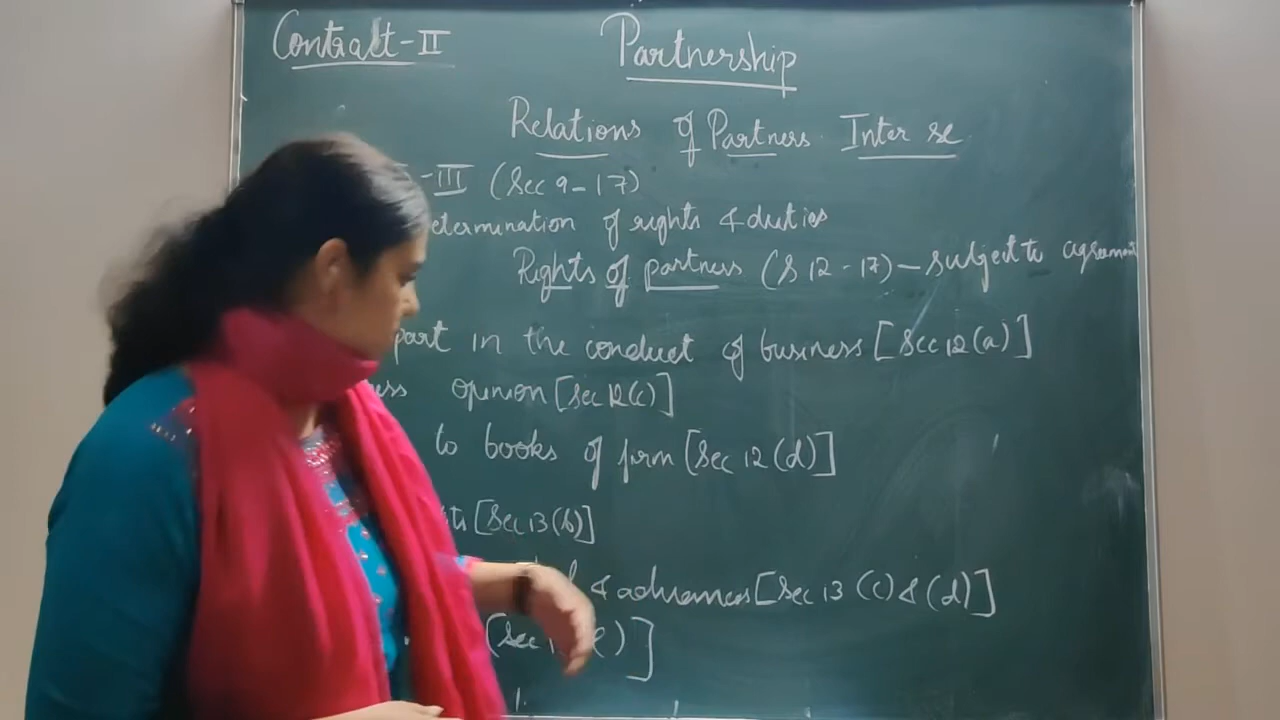 Contract-II
Partnership
Relations of Partners Inter se
-III (Sec 9-17)
etermination of rights & duties
Rights of partners (S 12-17) - subject to agreement
part in the conduct of business [Sec 12(a)]
ess opinion [Sec 12(c)]
to books of firm [Sec 12(d)]
ts [Sec 13(b)]
& advances [Sec 13 (c) & (d)]